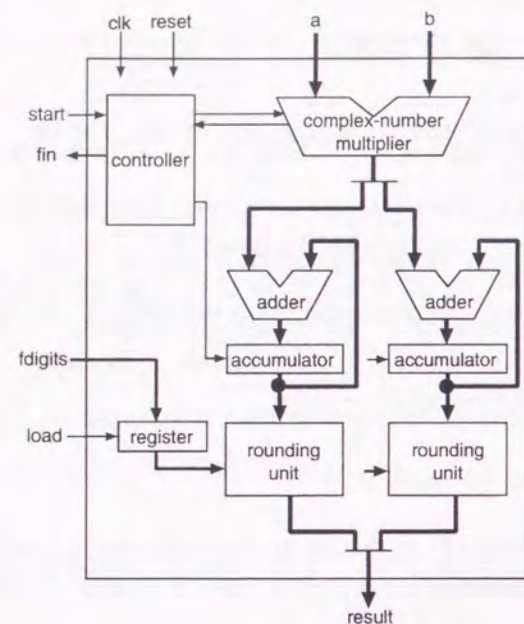 clk reset a b
start
fin
controller
complex-number
multiplier
adder adder
accumulator accumulator
fdigits
load
register
rounding
unit
rounding
unit
result